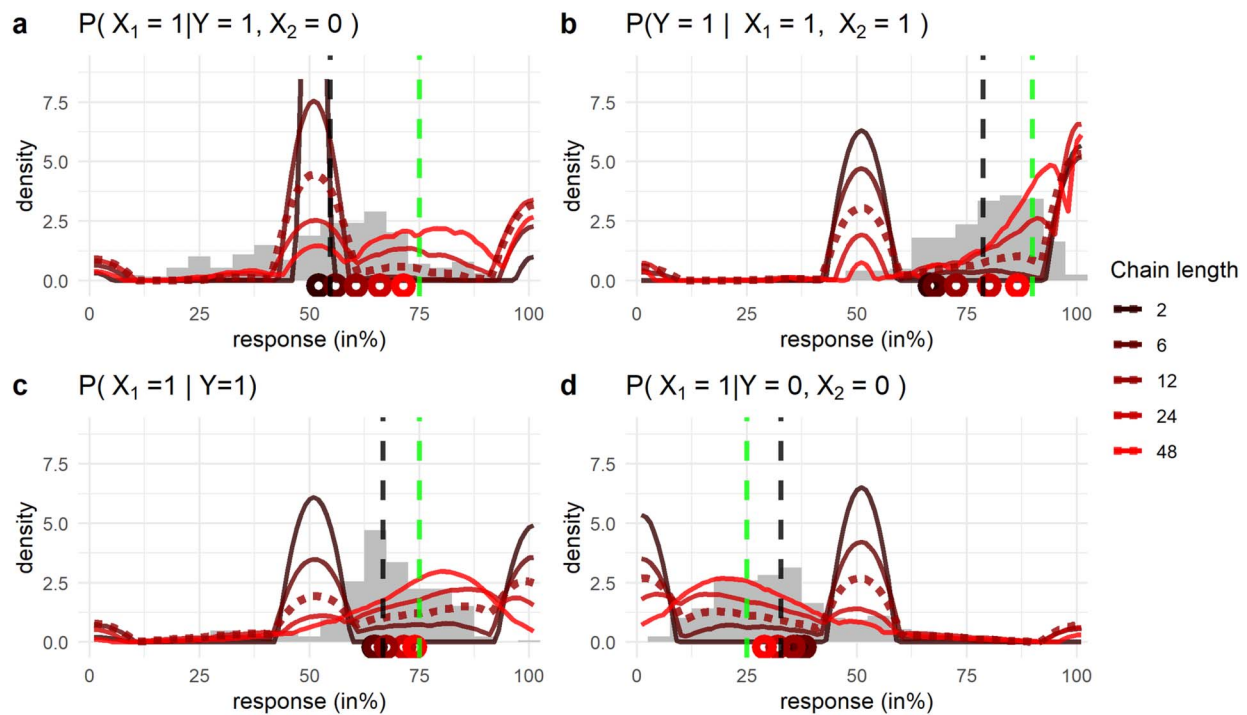 a P( X₁ = 1|Y = 1, X₂ = 0 )
7.5
5.0
2.5
0.0
density
0 25 50 75 100
response (in%)
b P(Y = 1 | X₁ = 1, X₂ = 1 )
7.5
5.0
2.5
0.0
density
0 25 50 75 100
response (in%)
c P( X₁ =1 | Y=1)
7.5
5.0
2.5
0.0
density
0 25 50 75 100
response (in%)
d P( X₁ = 1|Y = 0, X₂ = 0 )
7.5
5.0
2.5
0.0
density
0 25 50 75 100
response (in%)
Chain length
2
6
12
24
48